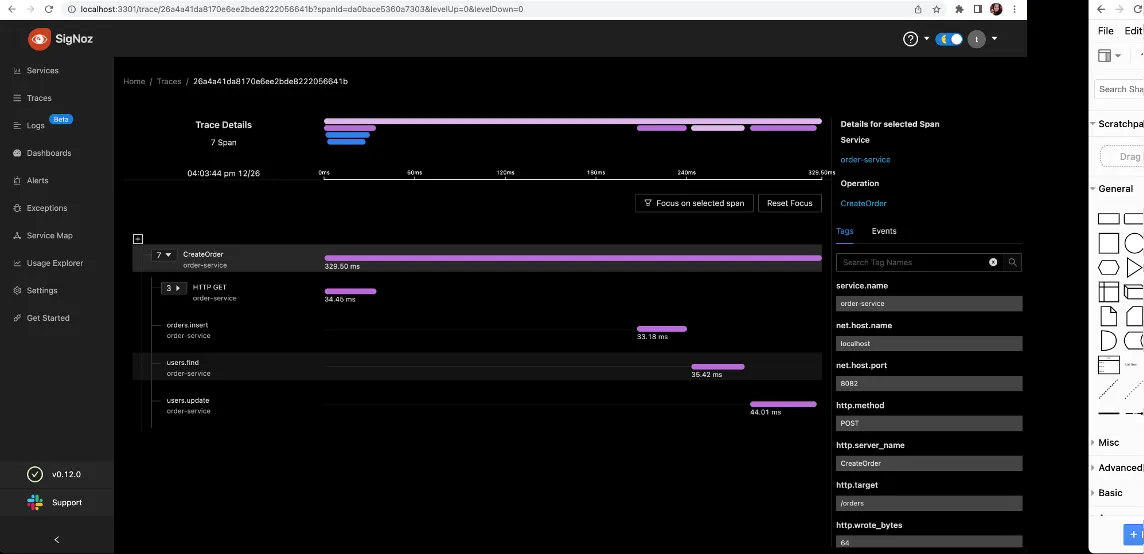 localhost:3301/trace/26a4a41da8170e6ee2bde8222056641b?spanId=da0bace5360a7303&levelUp=0&levelDown=0
SigNoz
Services
Traces
Logs
Beta
Dashboards
Alerts
Exceptions
Service Map
Usage Explorer
Settings
Get Started
v0.12.0
Support
Home / Traces / 26a4a41da8170e6ee2bde8222056641b
Trace Details
7 Span
04:03:44 pm 12/26
0ms 60ms 120ms 180ms 240ms 329.50ms
Focus on selected span
Reset Focus
7 CreateOrder
order-service
329.50 ms
3 HTTP GET
order-service
34.45 ms
orders.insert
order-service
33.18 ms
users.find
order-service
35.42 ms
users.update
order-service
44.01 ms
Details for selected Span
Service
order-service
Operation
CreateOrder
Tags Events
Search Tag Names
service.name
order-service
net.host.name
localhost
net.host.port
8082
http.method
POST
http.server_name
CreateOrder
http.target
/orders
http.wrote_bytes
64
File Edit
Search Sha
Scratchpa
Drag
General
Misc
Advanced
Basic